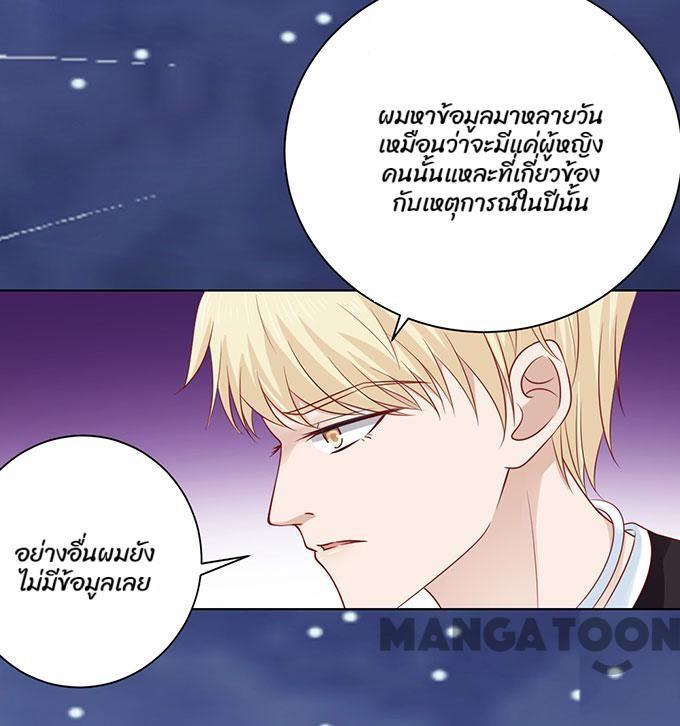 ผมหาข้อมูลมาหลายวัน
เหมือนว่าจะมีแค่ผู้หญิง
คนนั้นแหละที่เกี่ยวข้อง
กับเหตุการณ์ในปีนั้น
อย่างอื่นผมยัง
ไม่มีข้อมูลเลย
MANGATOON